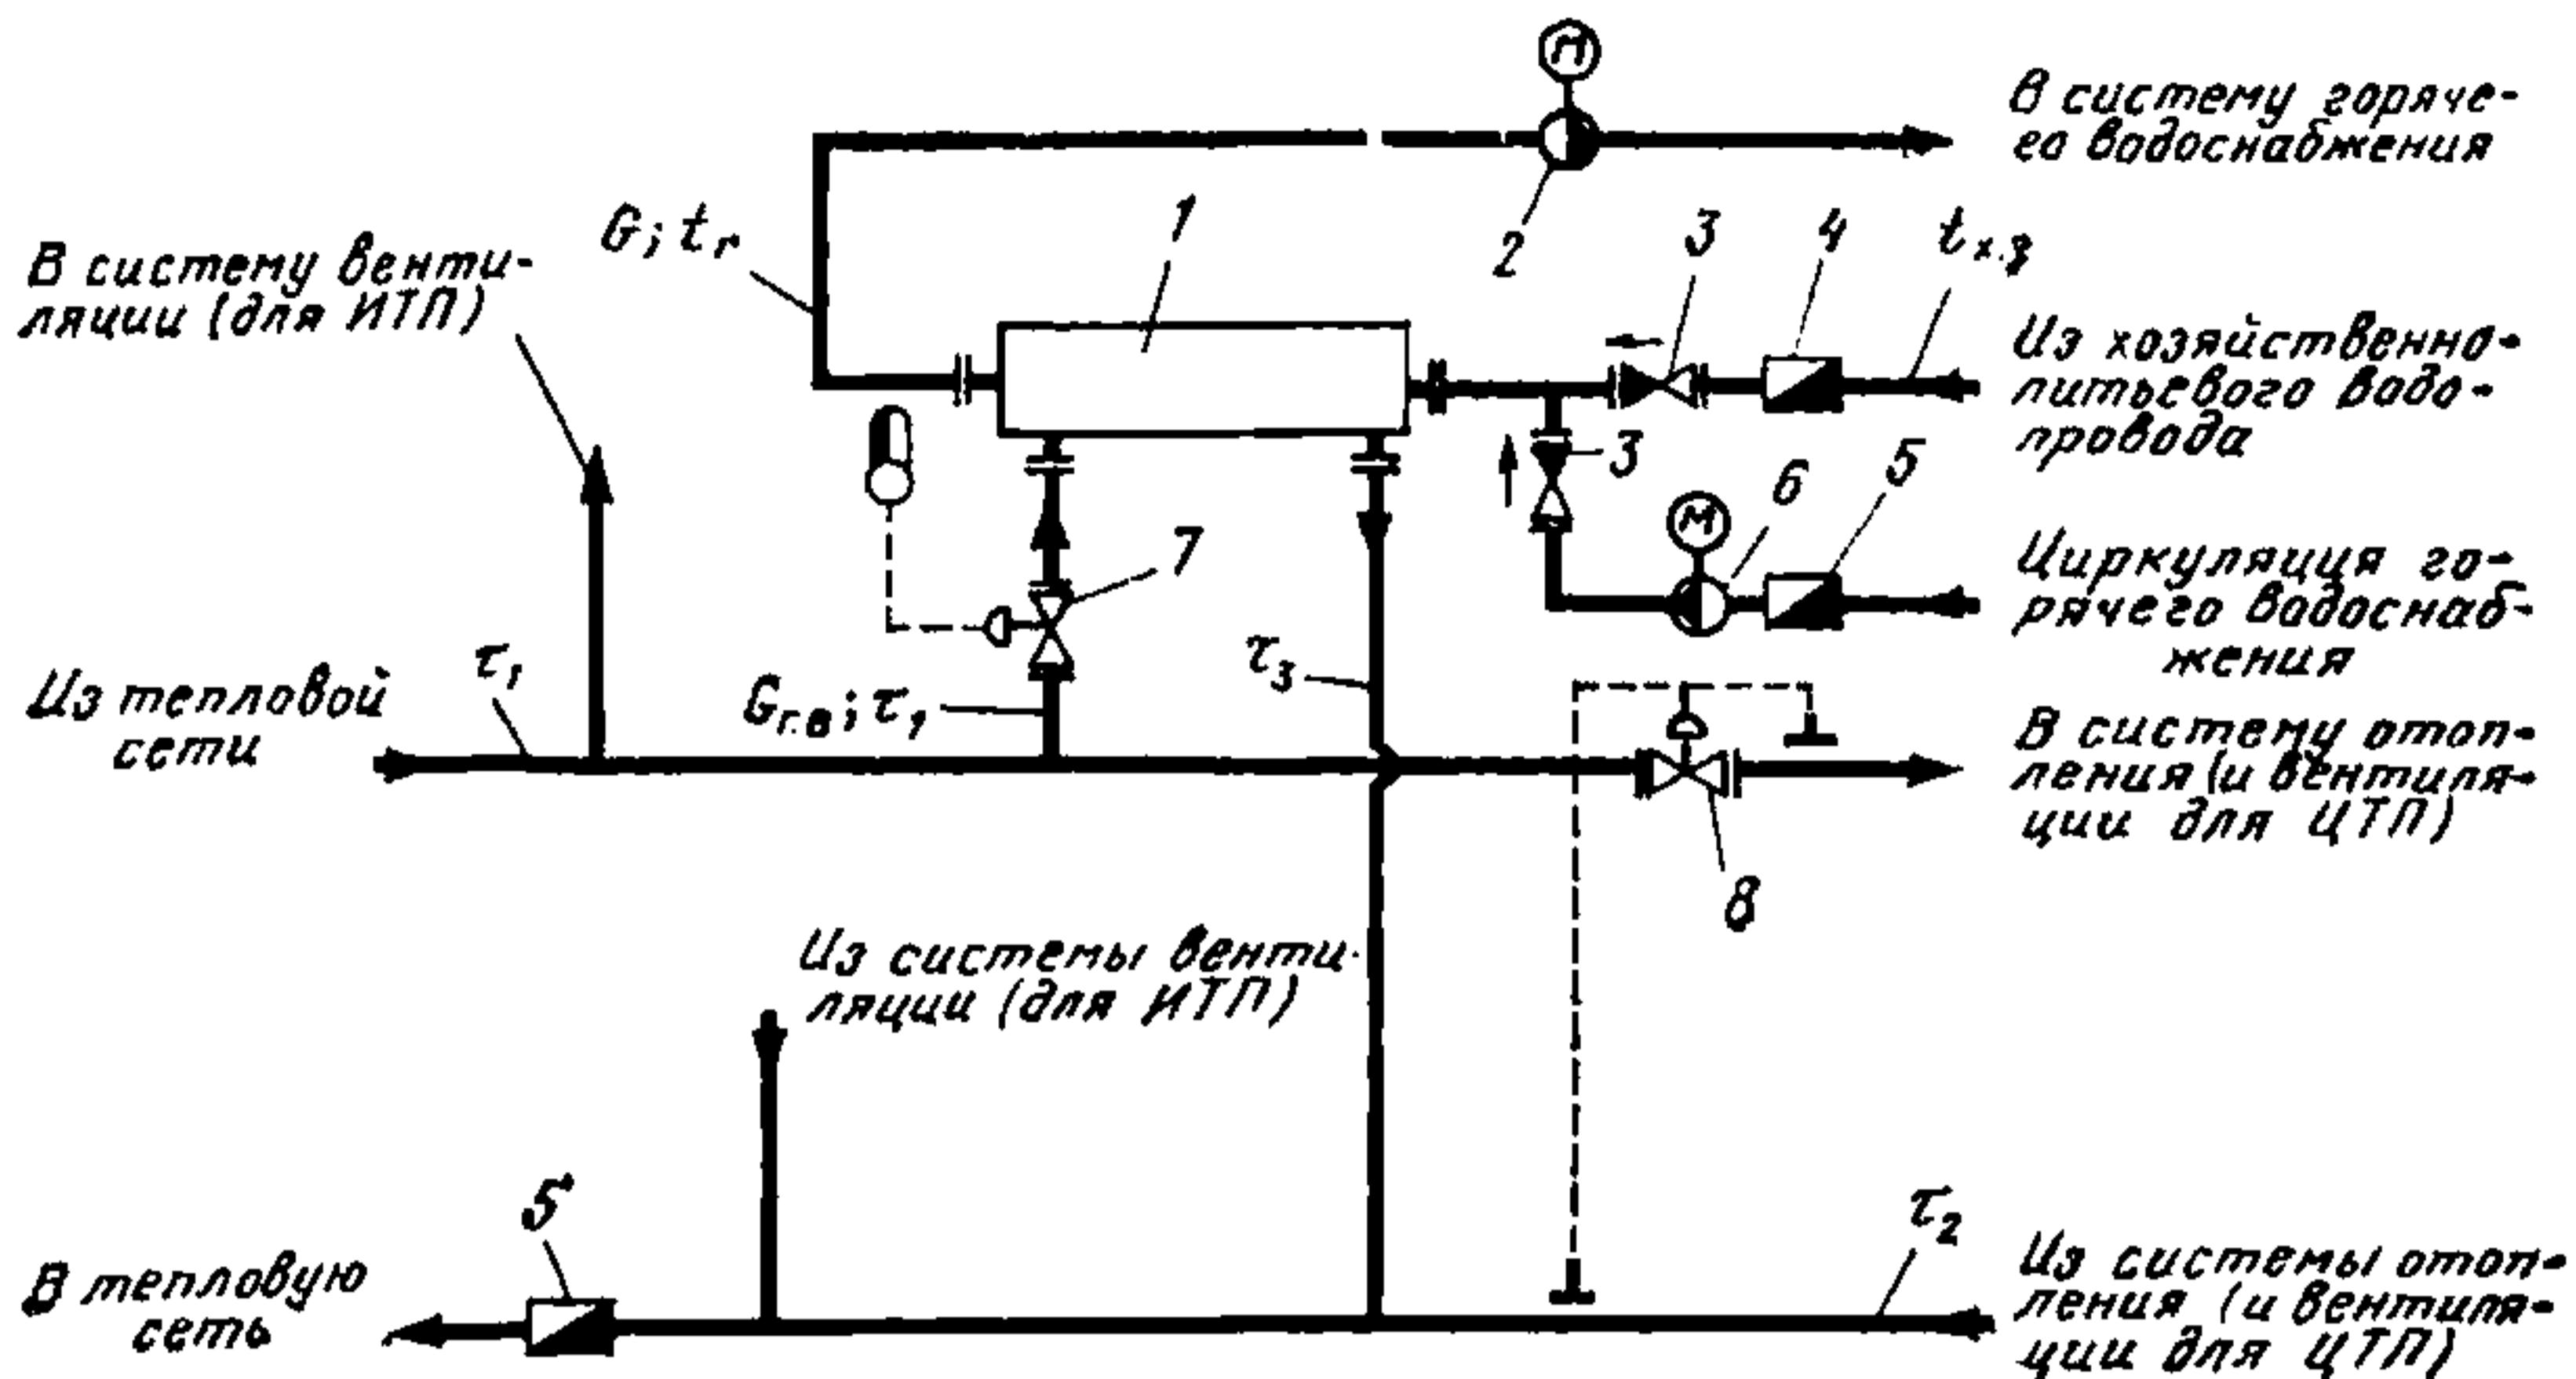 М
В систему горяче-
го водоснабжения
2
G; tг
1
3
4
tх.з
В систему венти-
ляции (для ИТП)
Из хозяйственно-
питьевого водо-
провода
3
М
6
5
7
Циркуляция го-
рячего водоснаб-
жения
Из тепловой
сети
τ1
Gг.в; τ1
τ3
В систему отоп-
ления (и вентиля-
ции для ЦТП)
8
Из системы венти-
ляции (для ИТП)
5
В тепловую
сеть
τ2
Из системы отоп-
ления (и вентиля-
ции для ЦТП)